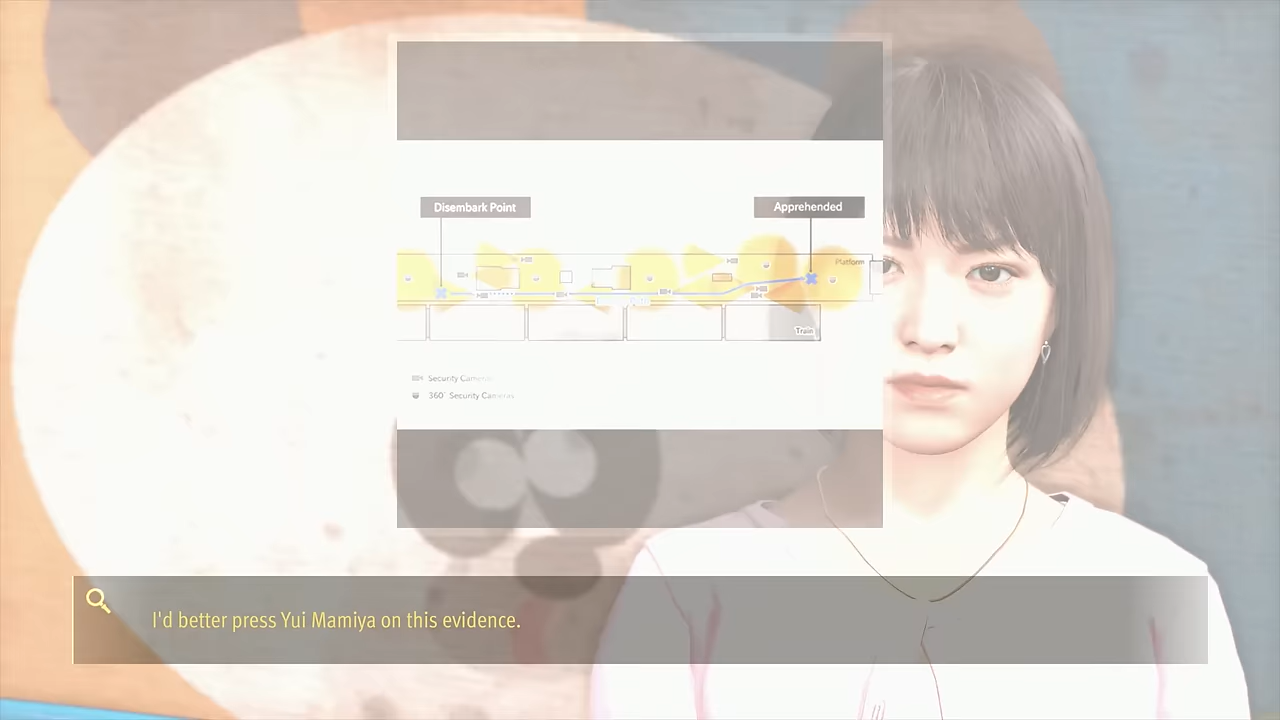 Disembark Point
Apprehended
Platform
Train
Security Cameras
360° Security Cameras
I'd better press Yui Mamiya on this evidence.